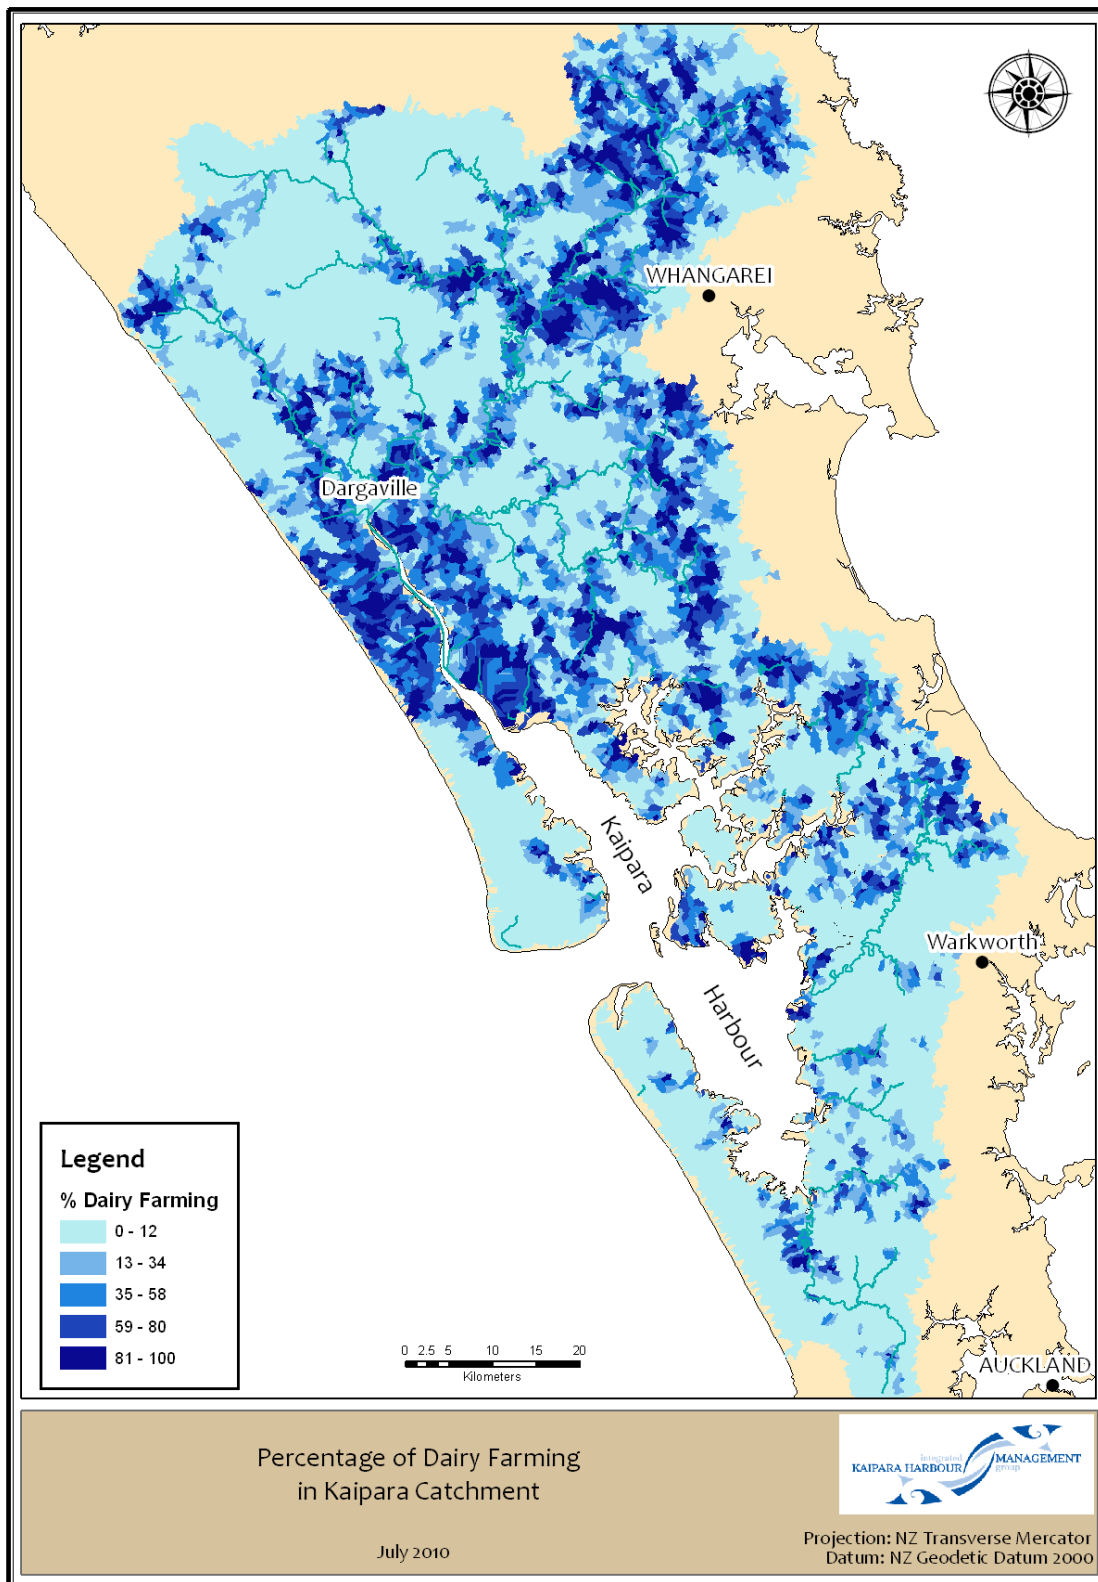 WHANGAREI
Dargaville
Kaipara
Harbour
Warkworth
AUCKLAND
Legend
% Dairy Farming
0 - 12
13 - 34
35 - 58
59 - 80
81 - 100
0 2.5 5 10 15 20
Kilometers
Percentage of Dairy Farming
in Kaipara Catchment
July 2010
integrated
KAIPARA HARBOUR MANAGEMENT
group
Projection: NZ Transverse Mercator
Datum: NZ Geodetic Datum 2000